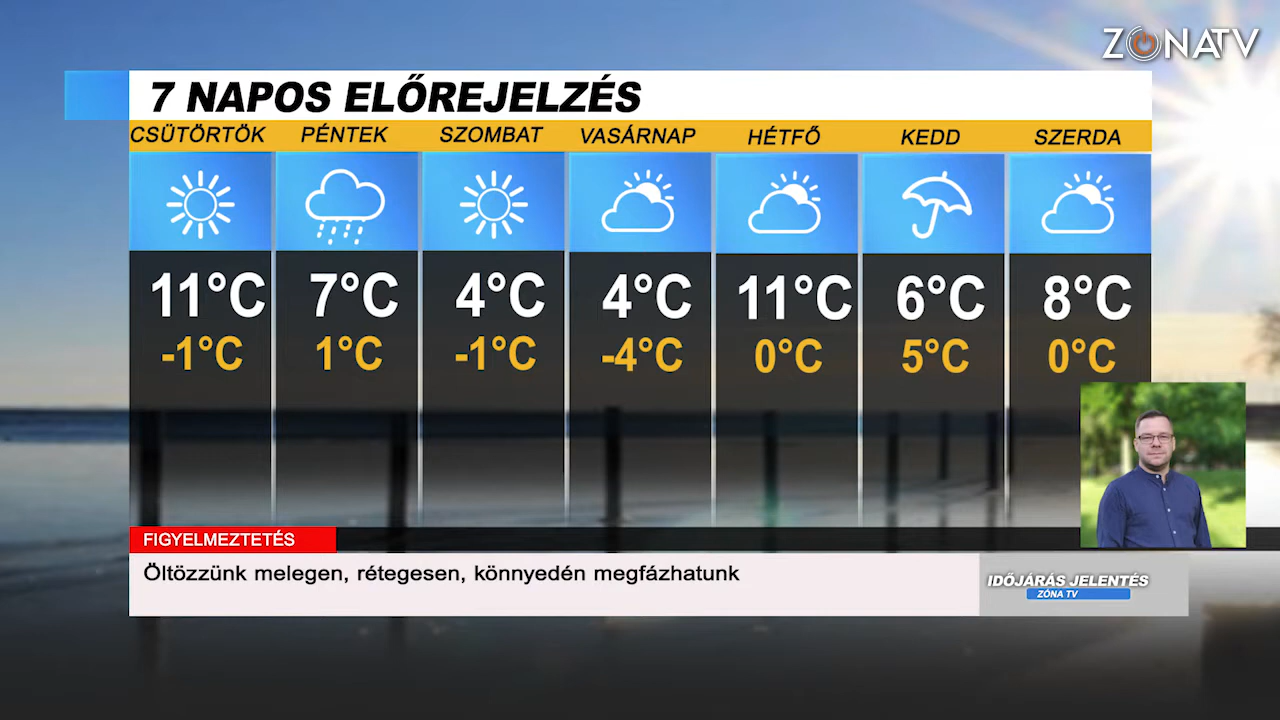 ZÓNATV
7 NAPOS ELŐREJELZÉS
CSÜTÖRTÖK PÉNTEK SZOMBAT VASÁRNAP HÉTFŐ KEDD SZERDA
11°C 7°C 4°C 4°C 11°C 6°C 8°C
-1°C 1°C -1°C -4°C 0°C 5°C 0°C
FIGYELMEZTETÉS
Öltözzünk melegen, rétegesen, könnyedén megfázhatunk
IDŐJÁRÁS JELENTÉS
ZÓNA TV